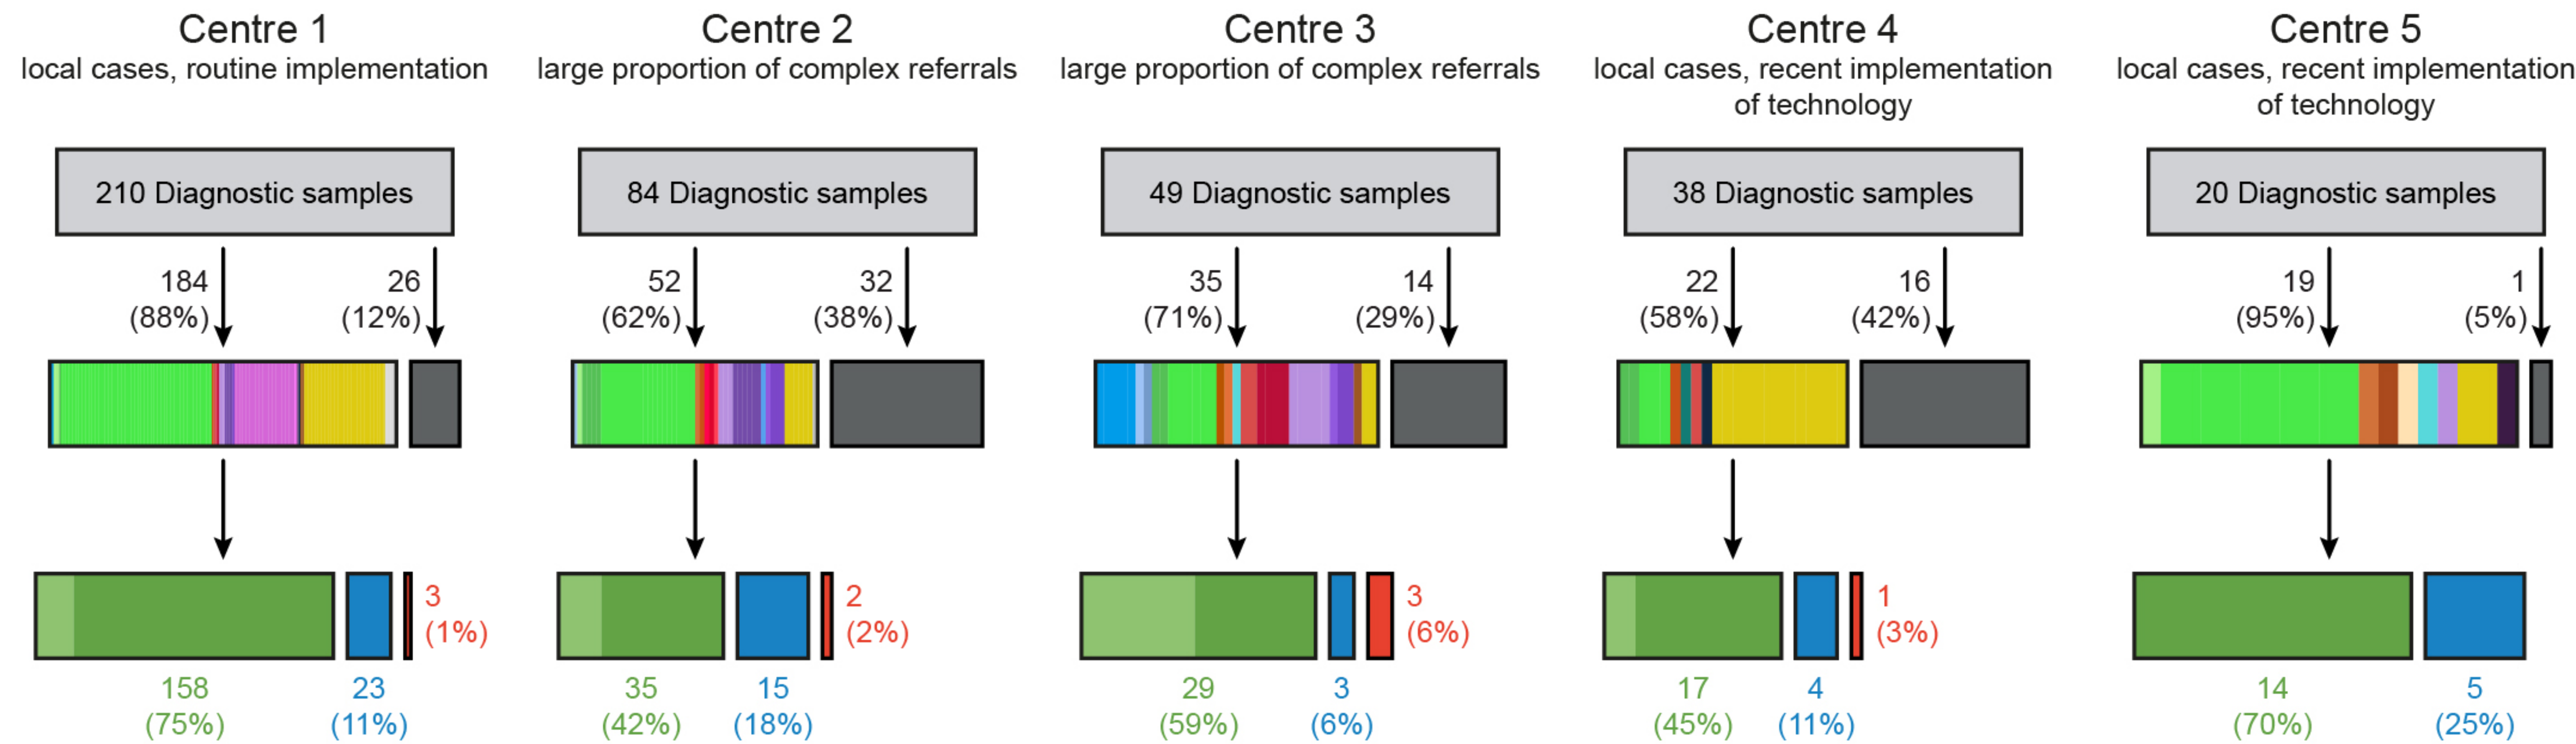 Centre 1
local cases, routine implementation
210 Diagnostic samples
184
(88%)
26
(12%)
3
(1%)
158
(75%)
23
(11%)
Centre 2
large proportion of complex referrals
84 Diagnostic samples
52
(62%)
32
(38%)
2
(2%)
35
(42%)
15
(18%)
Centre 3
large proportion of complex referrals
49 Diagnostic samples
35
(71%)
14
(29%)
3
(6%)
29
(59%)
3
(6%)
Centre 4
local cases, recent implementation
of technology
38 Diagnostic samples
22
(58%)
16
(42%)
1
(3%)
17
(45%)
4
(11%)
Centre 5
local cases, recent implementation
of technology
20 Diagnostic samples
19
(95%)
1
(5%)
14
(70%)
5
(25%)